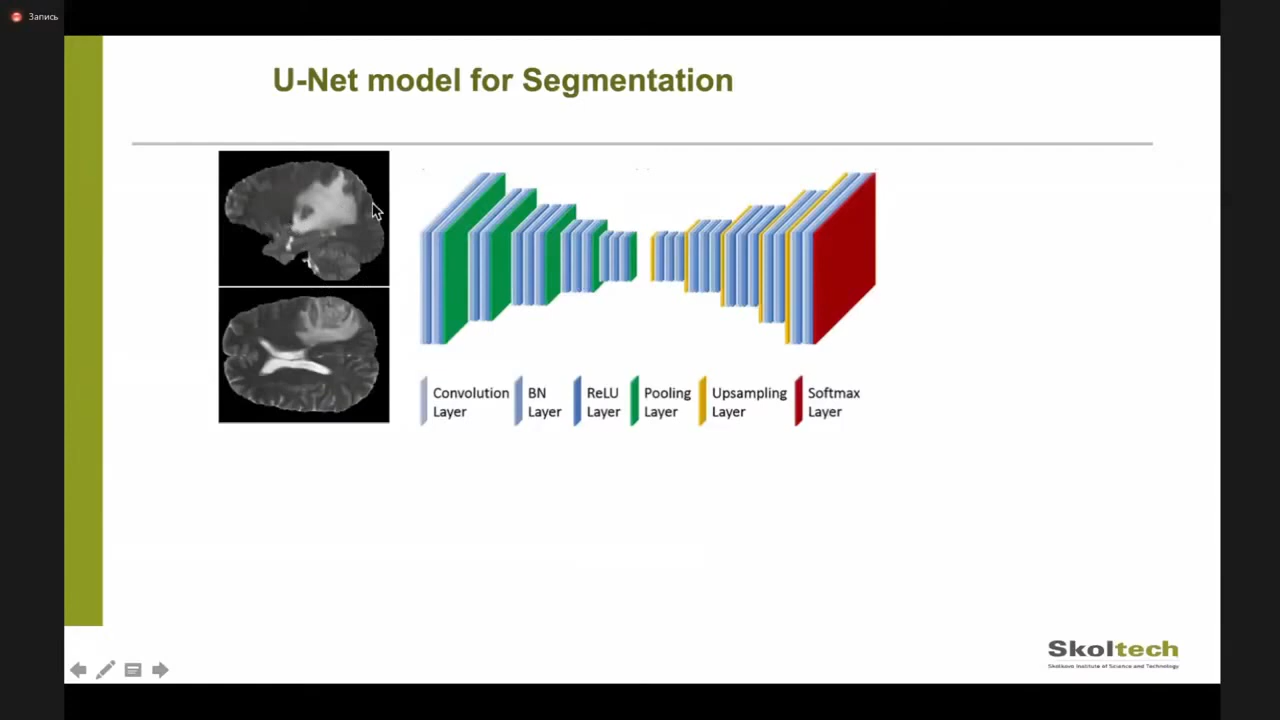 Запись
U-Net model for Segmentation
Convolution Layer
BN Layer
ReLU Layer
Pooling Layer
Upsampling Layer
Softmax Layer
Skoltech
Skolkovo Institute of Science and Technology